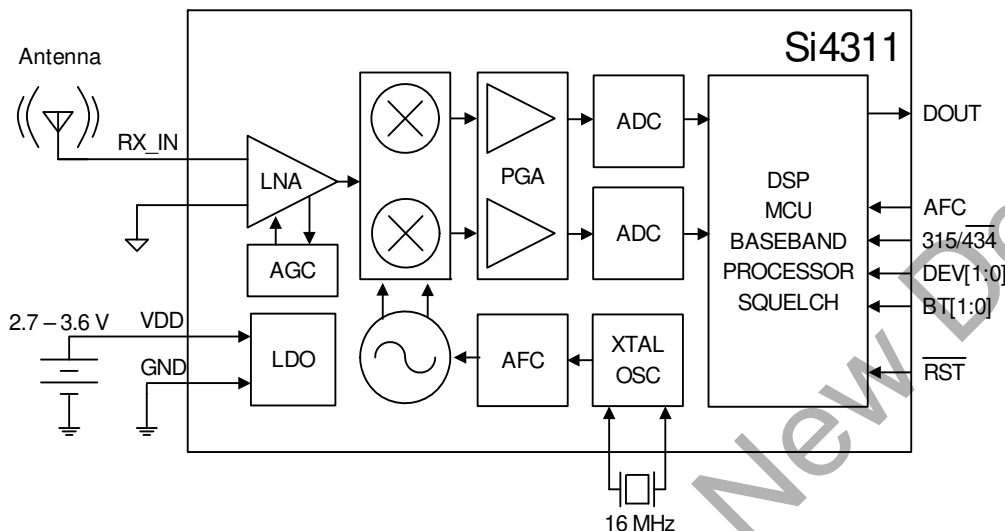 Si4311
Antenna
RX_IN
LNA
AGC
PGA
ADC
ADC
DSP
MCU
BASEBAND
PROCESSOR
SQUELCH
DOUT
AFC
315/434
DEV[1:0]
BT[1:0]
RST
2.7 – 3.6 V
VDD
GND
LDO
AFC
XTAL
OSC
16 MHz
New